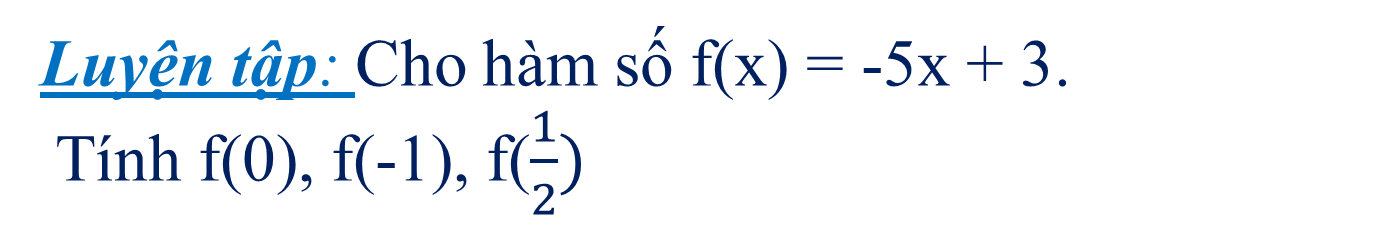 Luyện tập: Cho hàm số f(x) = -5x + 3.
Tính f(0), f(-1), f(1/2)